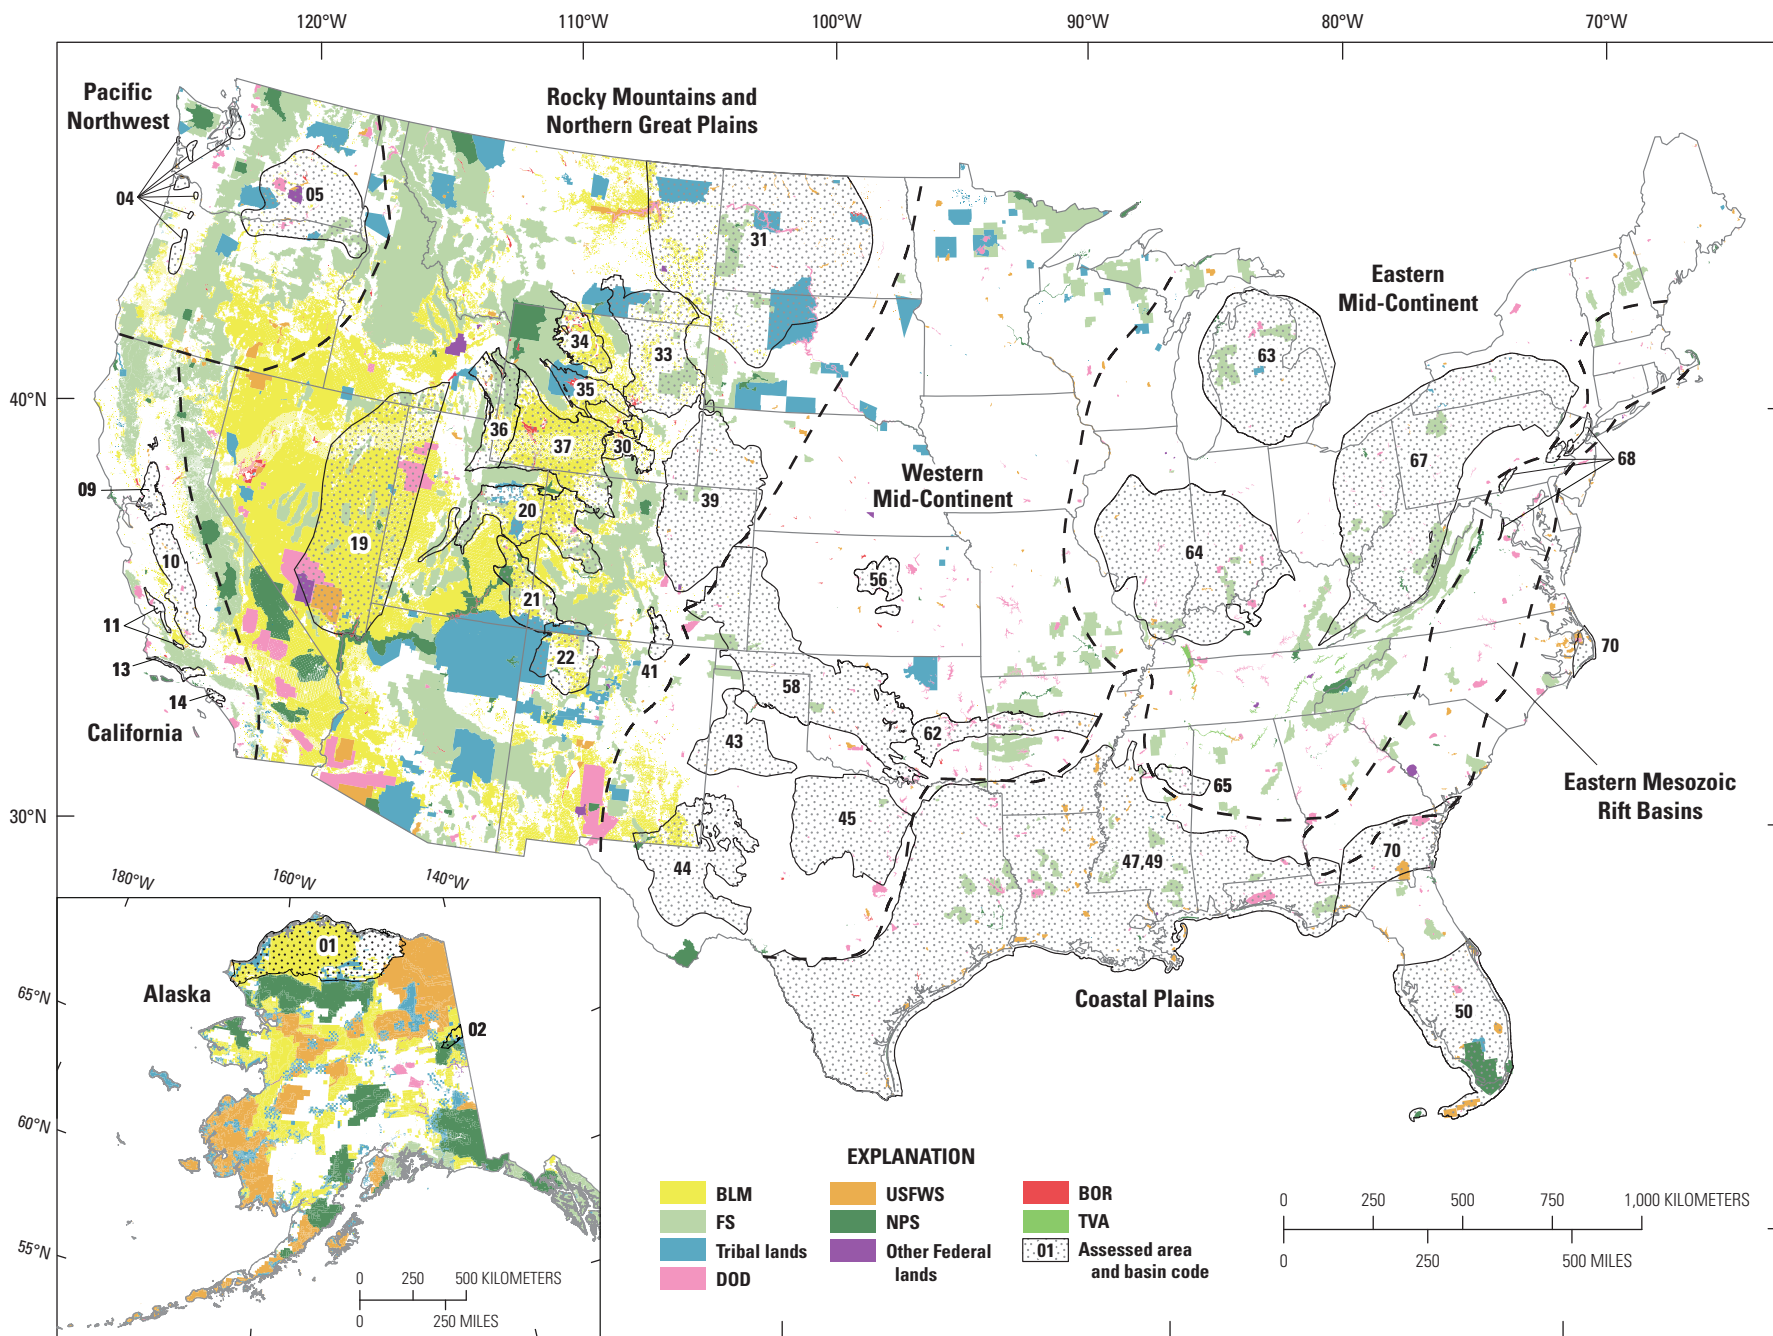 120°W 110°W 100°W 90°W 80°W 70°W
Pacific
Northwest
Rocky Mountains and
Northern Great Plains
04
05
31
Eastern
Mid-Continent
34
33
63
35
40°N
36
37
30
67
68
Western
Mid-Continent
09
39
20
19
64
10
56
21
11
70
22
13
41
58
14
California
43
62
Eastern Mesozoic
Rift Basins
65
30°N
45
47,49
70
44
180°W 160°W 140°W
01
65°N
Alaska
Coastal Plains
50
02
60°N
55°N
0 250 500 KILOMETERS
0 250 MILES
EXPLANATION
BLM
FS
Tribal lands
DOD
USFWS
NPS
Other Federal
lands
BOR
TVA
01 Assessed area
and basin code
0 250 500 750 1,000 KILOMETERS
0 250 500 MILES